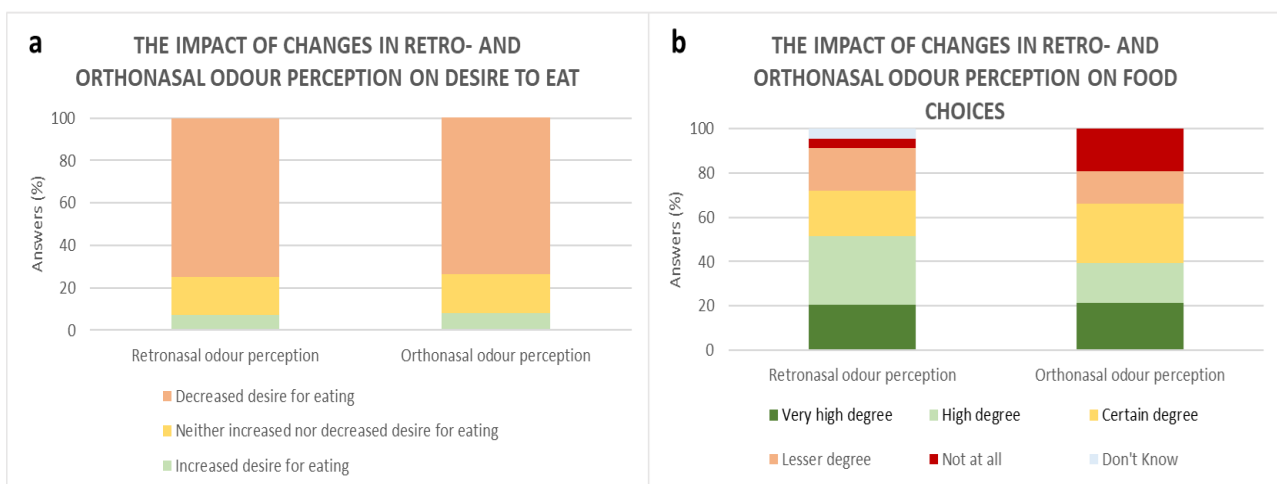 a
THE IMPACT OF CHANGES IN RETRO- AND
ORTHONASAL ODOUR PERCEPTION ON DESIRE TO EAT
100
80
60
40
20
0
Answers (%)
Retronasal odour perception
Orthonasal odour perception
Decreased desire for eating
Neither increased nor decreased desire for eating
Increased desire for eating
b
THE IMPACT OF CHANGES IN RETRO- AND
ORTHONASAL ODOUR PERCEPTION ON FOOD
CHOICES
100
80
60
40
20
0
Answers (%)
Retronasal odour perception
Orthonasal odour perception
Very high degree
High degree
Certain degree
Lesser degree
Not at all
Don't Know